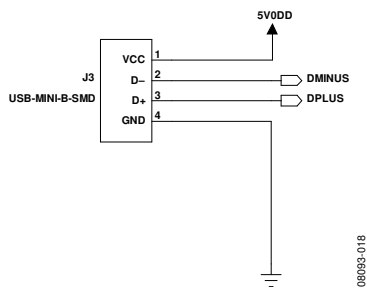 5V0DD
VCC 1
J3
D– 2
DMINUS
USB-MINI-B-SMD
D+ 3
DPLUS
GND 4
08093-018